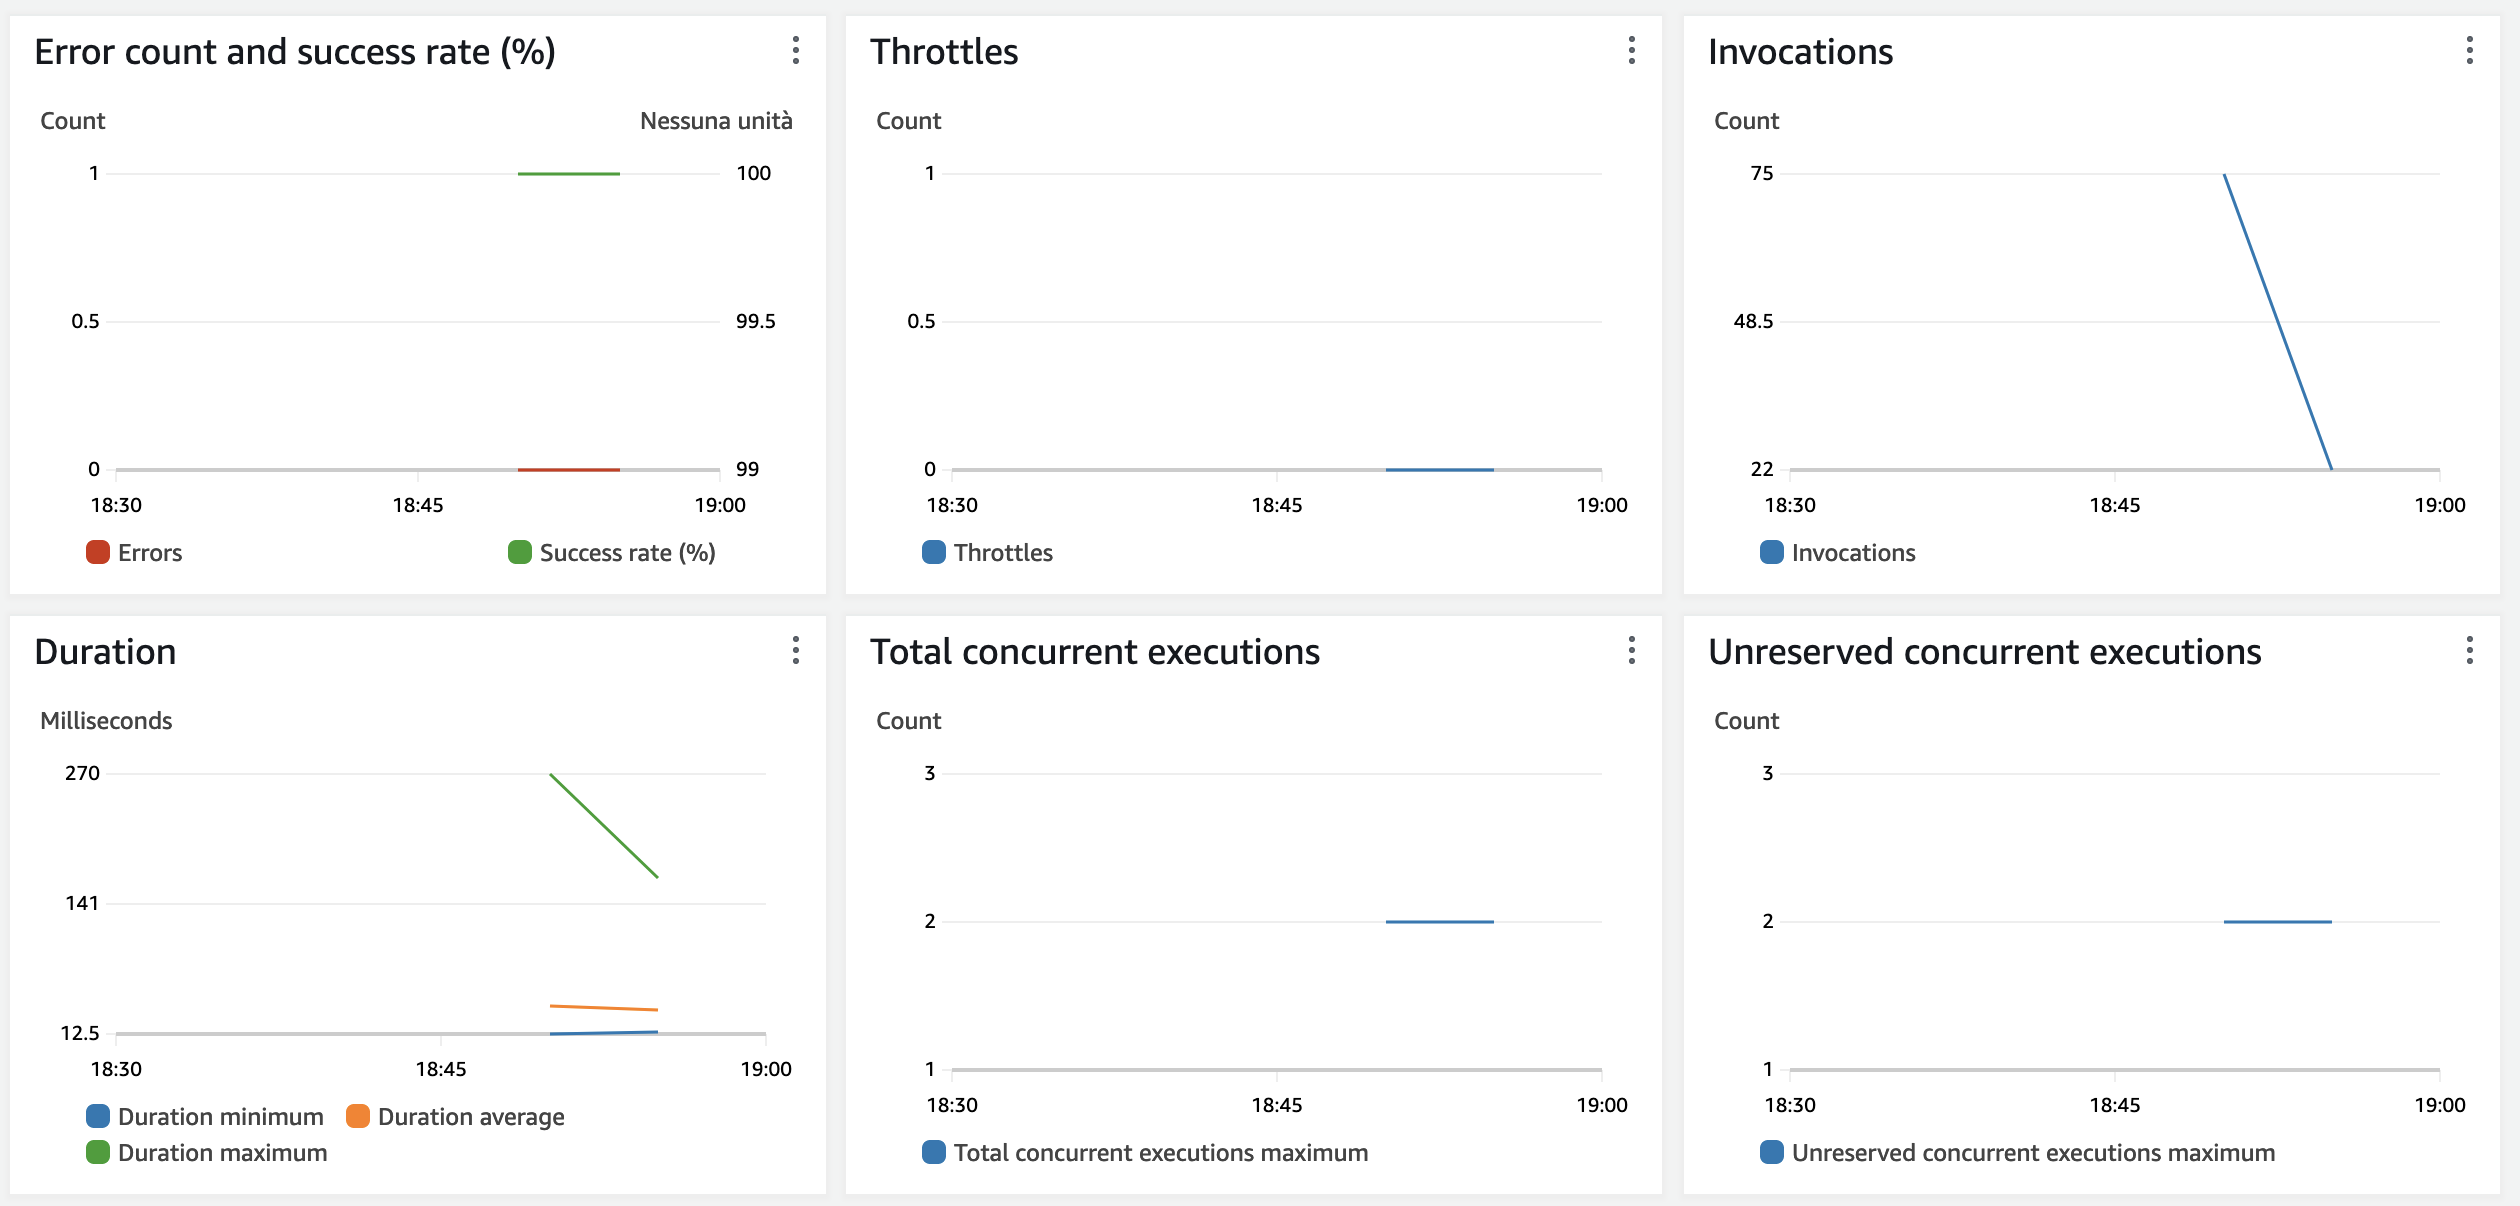 Error count and success rate (%)
Count
Nessuna unità
1
100
0.5
99.5
0
99
18:30
18:45
19:00
Errors
Success rate (%)
Throttles
Count
1
0.5
0
18:30
18:45
19:00
Throttles
Invocations
Count
75
48.5
22
18:30
18:45
19:00
Invocations
Duration
Milliseconds
270
141
12.5
18:30
18:45
19:00
Duration minimum
Duration average
Duration maximum
Total concurrent executions
Count
3
2
1
18:30
18:45
19:00
Total concurrent executions maximum
Unreserved concurrent executions
Count
3
2
1
18:30
18:45
19:00
Unreserved concurrent executions maximum